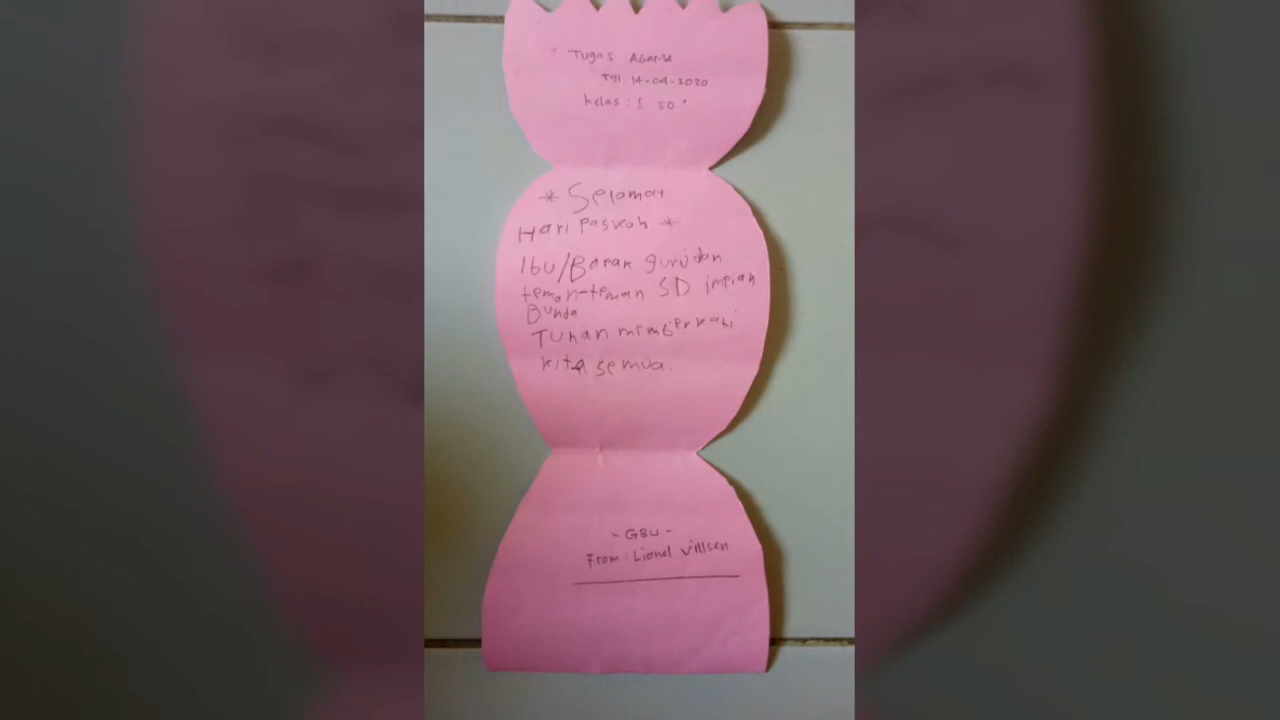 " Tugas AGAMA
Tgl : 14-04-2020
kelas : 1 SD "
* Selamat
Hari Paskah *
Ibu/Bapak guru dan
teman-teman SD impian
Bunda
Tuhan memberkahi
kita semua.
- GBU -
From : Lionel Villsen